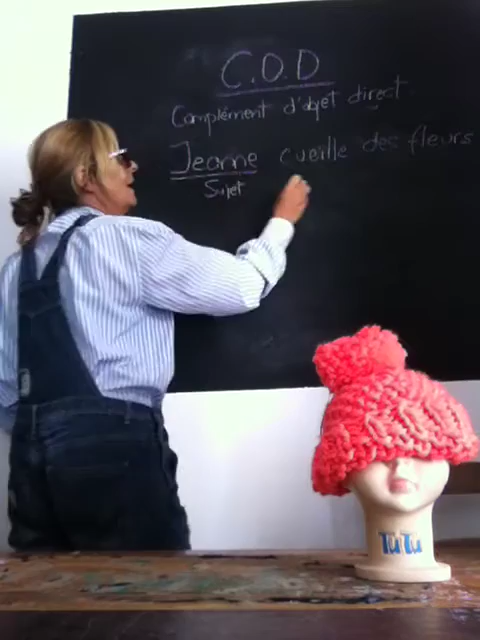 C.O.D
Complément d'objet direct
Jeanne cueille des fleurs
Sujet
TuTu